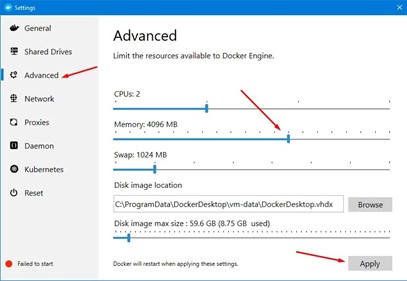 Settings
General
Shared Drives
Advanced
Network
Proxies
Daemon
Kubernetes
Reset
Failed to start
Advanced
Limit the resources available to Docker Engine.
CPUs: 2
Memory: 4096 MB
Swap: 1024 MB
Disk image location
C:\ProgramData\DockerDesktop\vm-data\DockerDesktop.vhdx
Browse
Disk image max size : 59.6 GB (8.75 GB used)
Docker will restart when applying these settings.
Apply